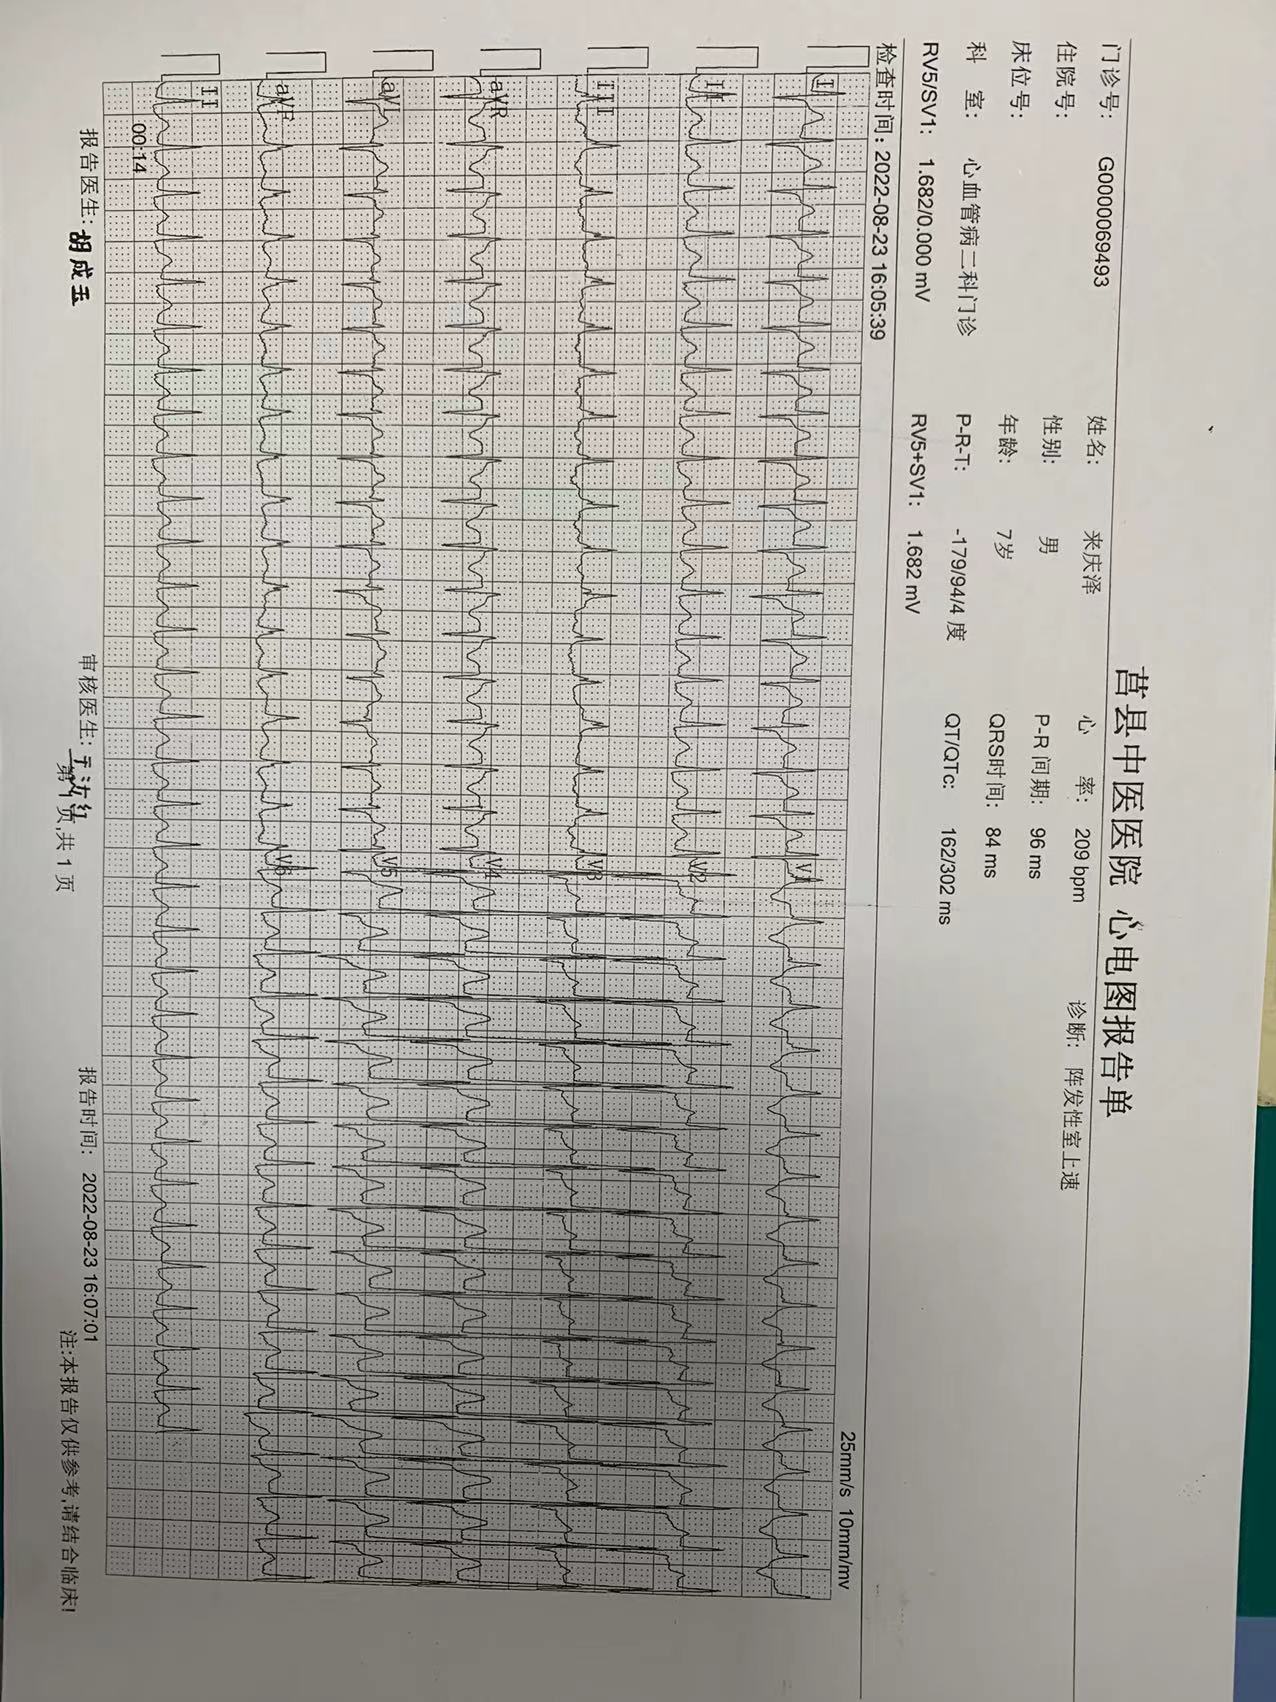 莒县中医医院 心电图报告单
门诊号: G0000069493 姓名: 来庆泽 心 率: 209 bpm 诊断: 阵发性室上速
住院号: 性别: 男 P-R 间期: 96 ms
床位号: 年龄: 7岁 QRS时间: 84 ms
科 室: 心血管病二科门诊 P-R-T: -179/94/4 度 QT/QTc: 162/302 ms
RV5/SV1: 1.682/0.000 mV RV5+SV1: 1.682 mV
检查时间: 2022-08-23 16:05:39 25mm/s 10mm/mv
I V1
II V2
III V3
aVR V4
aVL V5
aVF V6
II
00:14
报告医生: 胡成玉 审核医生: 报告时间: 2022-08-23 16:07:01 注:本报告仅供参考,请结合临床!
第 1 页,共 1 页